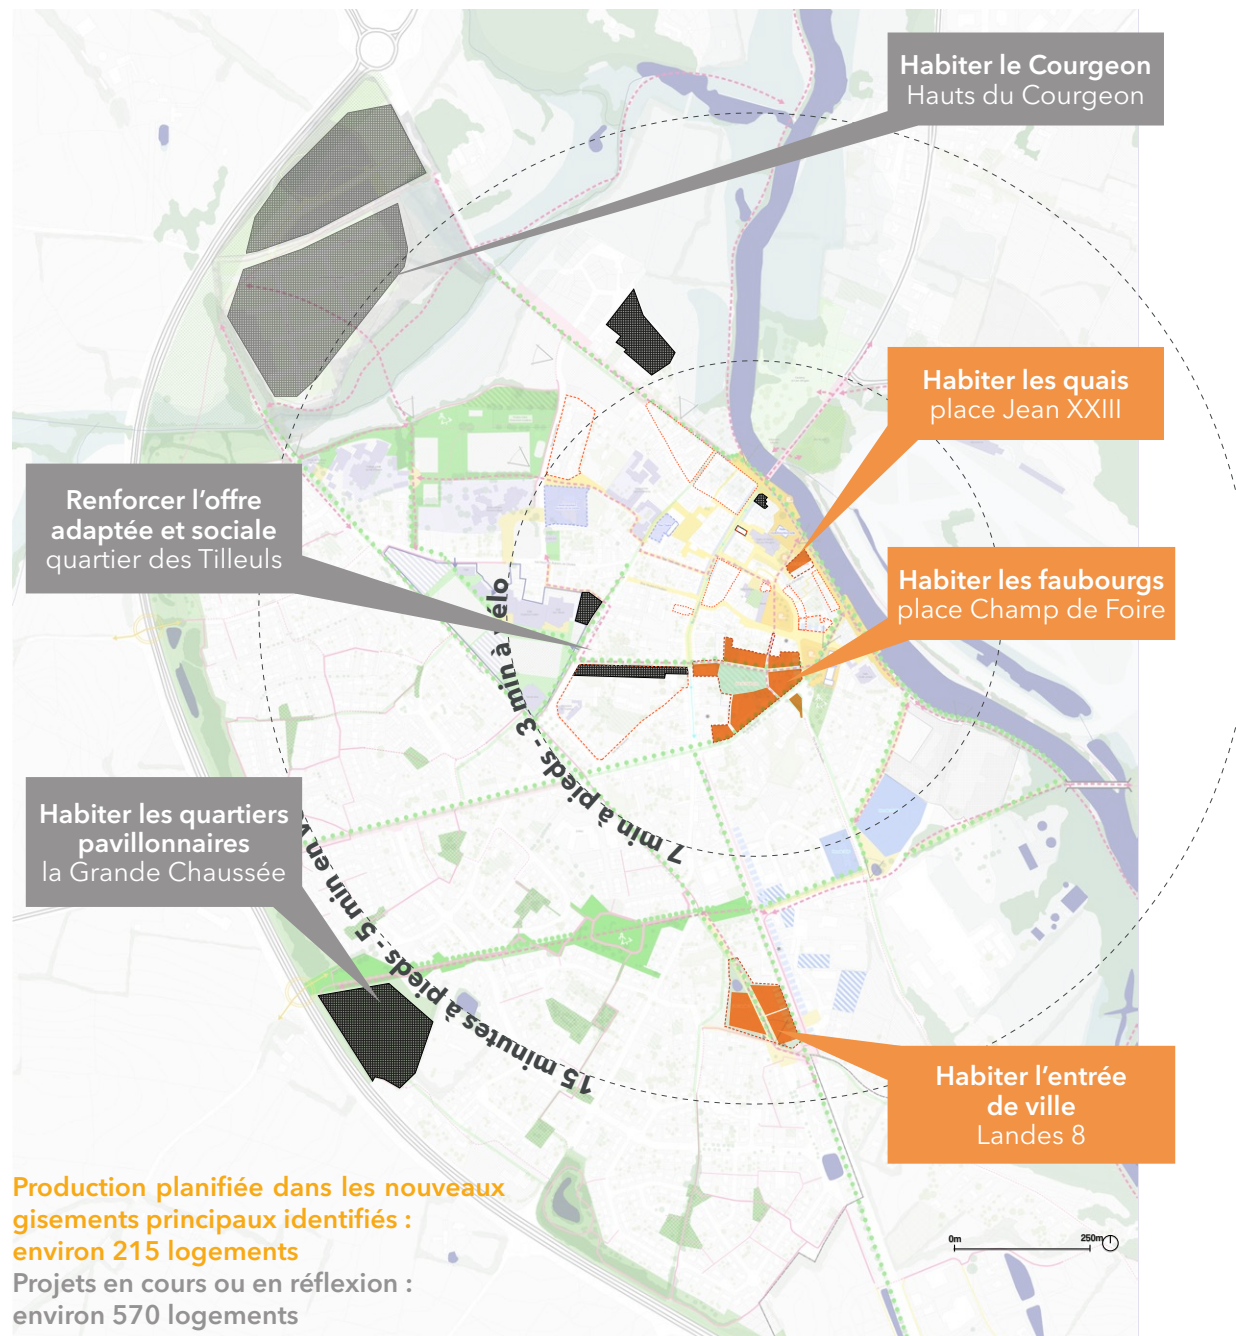 Habiter le Courgeon
Hauts du Courgeon
Habiter les quais
place Jean XXIII
Renforcer l'offre
adaptée et sociale
quartier des Tilleuls
Habiter les faubourgs
place Champ de Foire
7 min à pieds - 3 min à vélo
Habiter les quartiers
pavillonnaires
la Grande Chaussée
15 minutes à pieds - 5 min en v
Habiter l'entrée
de ville
Landes 8
Production planifiée dans les nouveaux
gisements principaux identifiés :
environ 215 logements
Projets en cours ou en réflexion :
environ 570 logements
0m 250m